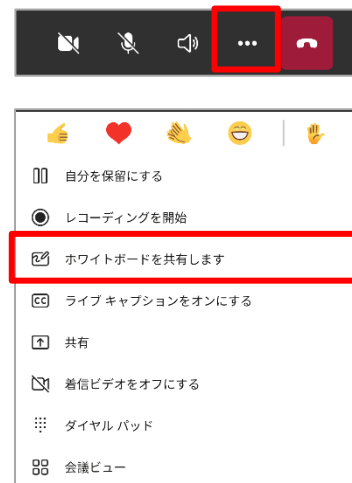 自分を保留にする
レコーディングを開始
ホワイトボードを共有します
CC ライブ キャプションをオンにする
共有
着信ビデオをオフにする
ダイヤル パッド
会議ビュー